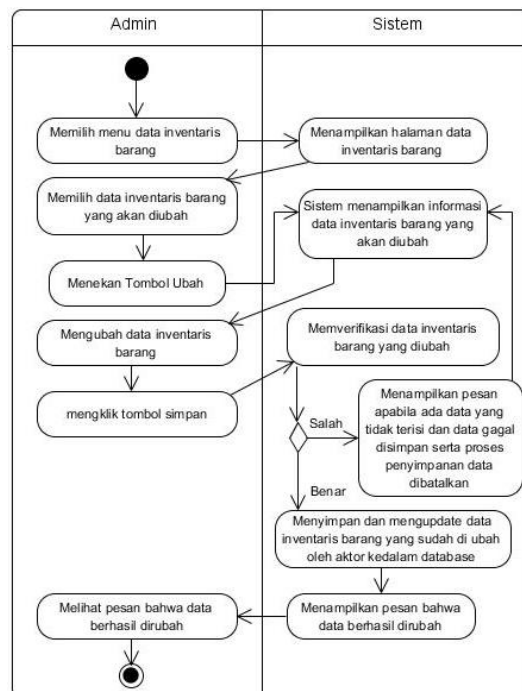 Admin
Sistem
Memilih menu data inventaris
barang
Menampilkan halaman data
inventaris barang
Memilih data inventaris barang
yang akan diubah
Sistem menampilkan informasi
data inventaris barang yang
akan diubah
Menekan Tombol Ubah
Mengubah data inventaris
barang
Memverifikasi data inventaris
barang yang diubah
mengklik tombol simpan
Salah
Menampilkan pesan
apabila ada data yang
tidak terisi dan data gagal
disimpan serta proses
penyimpanan data
dibatalkan
Benar
Menyimpan dan mengupdate data
inventaris barang yang sudah di ubah
oleh aktor kedalam database
Melihat pesan bahwa data
berhasil dirubah
Menampilkan pesan bahwa
data berhasil dirubah